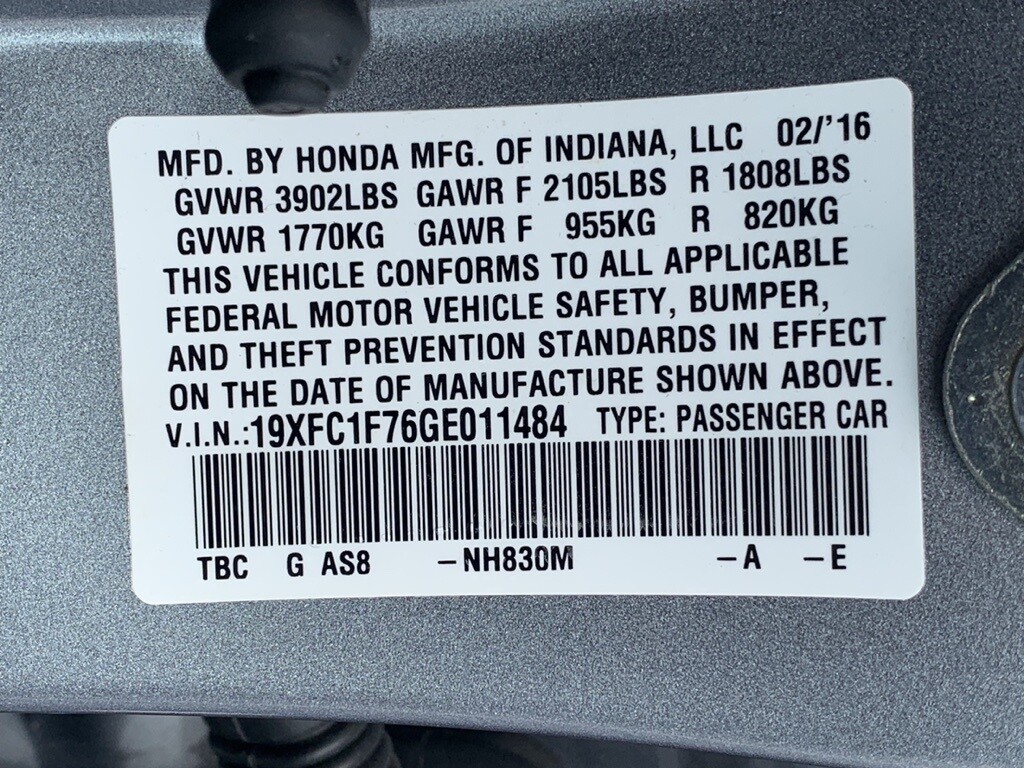 MFD. BY HONDA MFG. OF INDIANA, LLC 02/'16
GVWR 3902LBS GAWR F 2105LBS R 1808LBS
GVWR 1770KG GAWR F 955KG R 820KG
THIS VEHICLE CONFORMS TO ALL APPLICABLE
FEDERAL MOTOR VEHICLE SAFETY, BUMPER,
AND THEFT PREVENTION STANDARDS IN EFFECT
ON THE DATE OF MANUFACTURE SHOWN ABOVE.
V.I.N.:19XFC1F76GE011484 TYPE: PASSENGER CAR
TBC G AS8 –NH830M –A –E